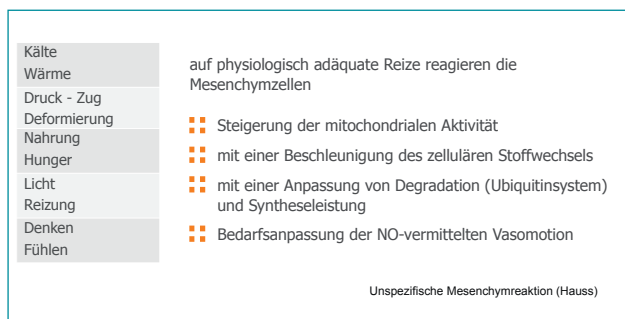 Kälte
Wärme
Druck - Zug
Deformierung
Nahrung
Hunger
Licht
Reizung
Denken
Fühlen
auf physiologisch adäquate Reize reagieren die
Mesenchymzellen
Steigerung der mitochondrialen Aktivität
mit einer Beschleunigung des zellulären Stoffwechsels
mit einer Anpassung von Degradation (Ubiquitinsystem)
und Syntheseleistung
Bedarfsanpassung der NO-vermittelten Vasomotion
Unspezifische Mesenchymreaktion (Hauss)